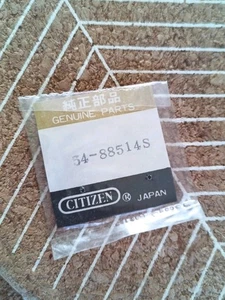 純正部品
GENUINE PARTS
54-88514S
CITIZEN ® JAPAN